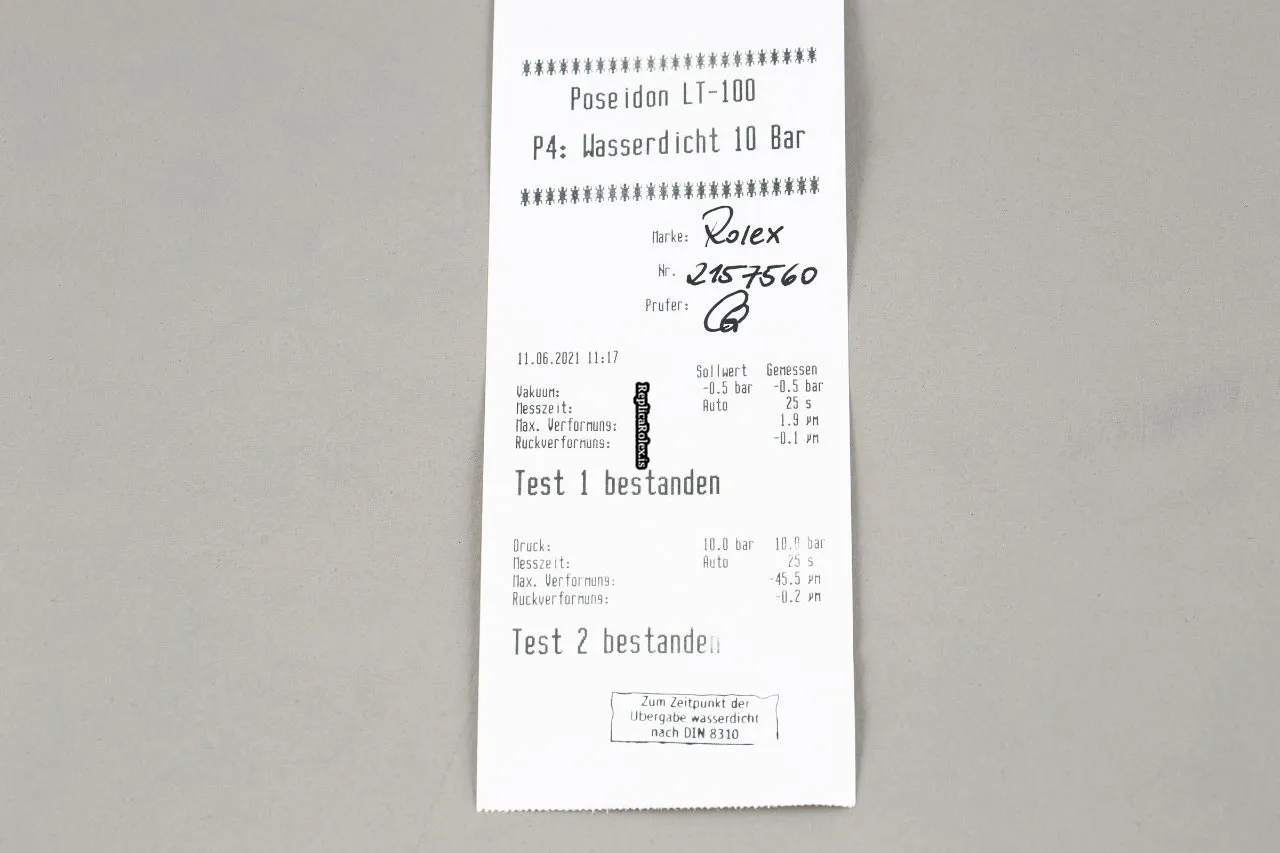 ************************
Poseidon LT-100
P4: Wasserdicht 10 Bar
************************
Marke: Rolex
Nr. 2157560
Prufer:
11.06.2021 11:17
Sollwert Gemessen
Vakuum: -0.5 bar -0.5 bar
Messzeit: Auto 25 s
Max. Verformung: 1.9 µm
Ruckverformung: -0.1 µm
ReplicaRolex.is
Test 1 bestanden
Druck: 10.0 bar 10.0 bar
Messzeit: Auto 25 s
Max. Verformung: -45.5 µm
Ruckverformung: -0.2 µm
Test 2 bestanden
Zum Zeitpunkt der
Übergabe wasserdicht
nach DIN 8310